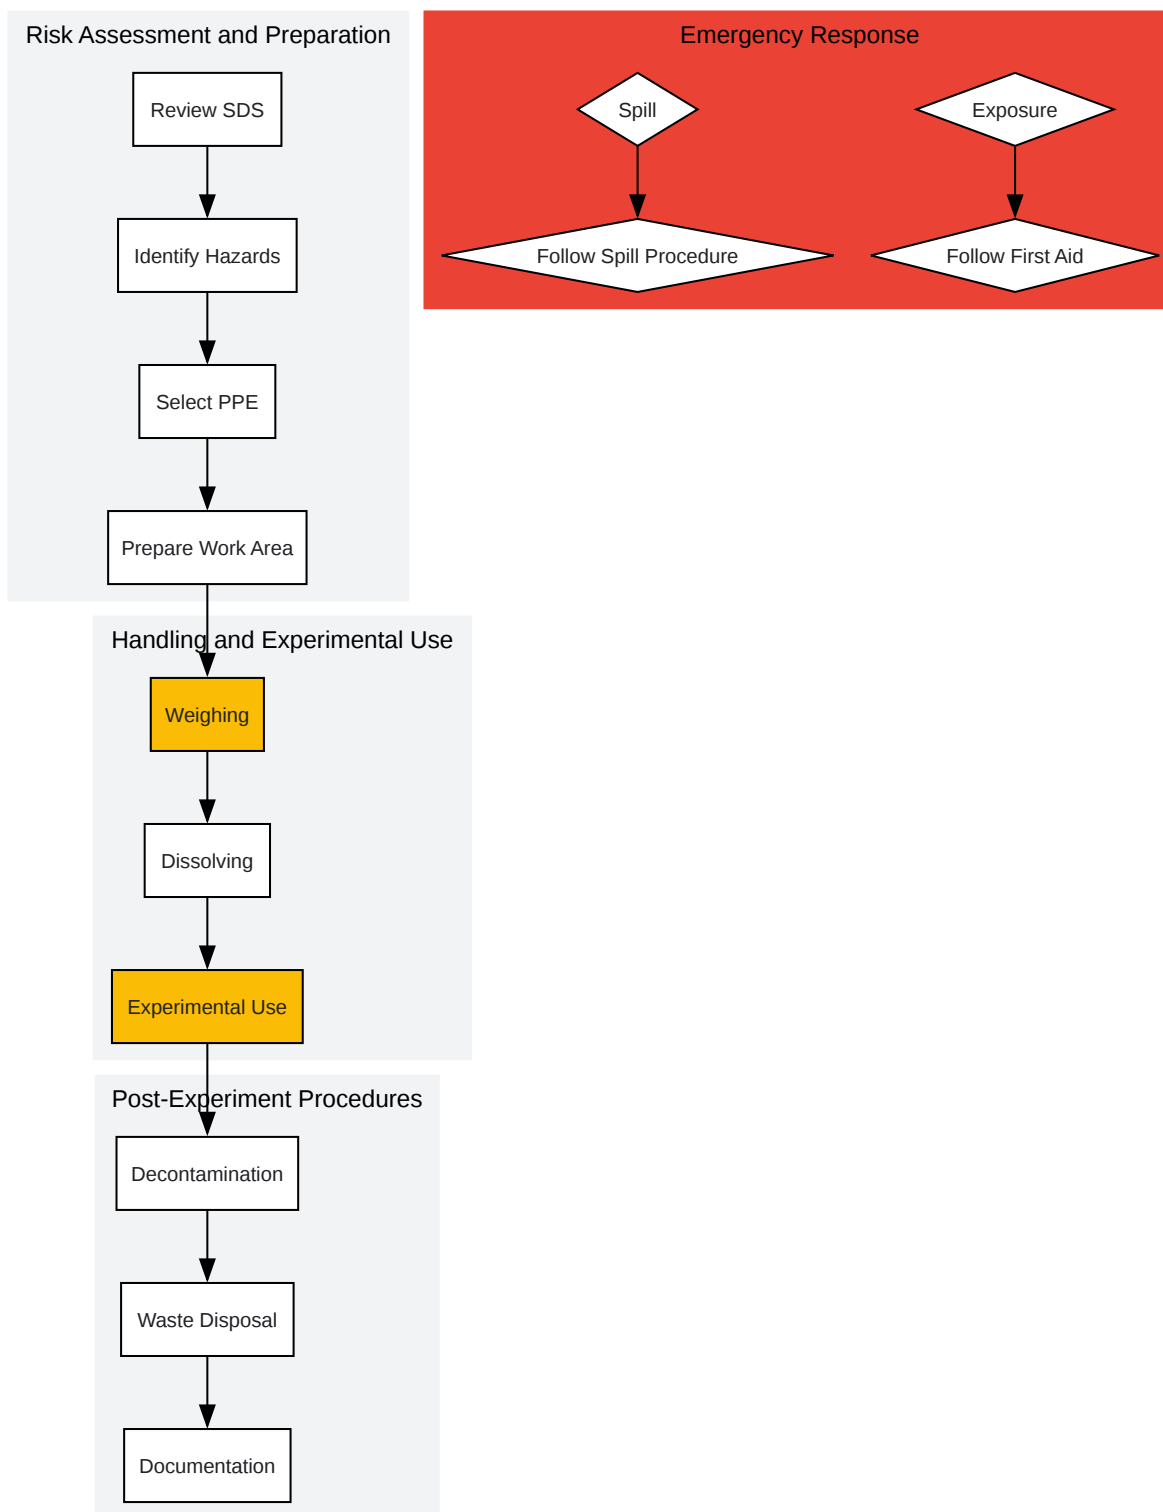 Risk Assessment and Preparation
Review SDS
Identify Hazards
Select PPE
Prepare Work Area
Handling and Experimental Use
Weighing
Dissolving
Experimental Use
Post-Experiment Procedures
Decontamination
Waste Disposal
Documentation
Emergency Response
Spill
Follow Spill Procedure
Exposure
Follow First Aid